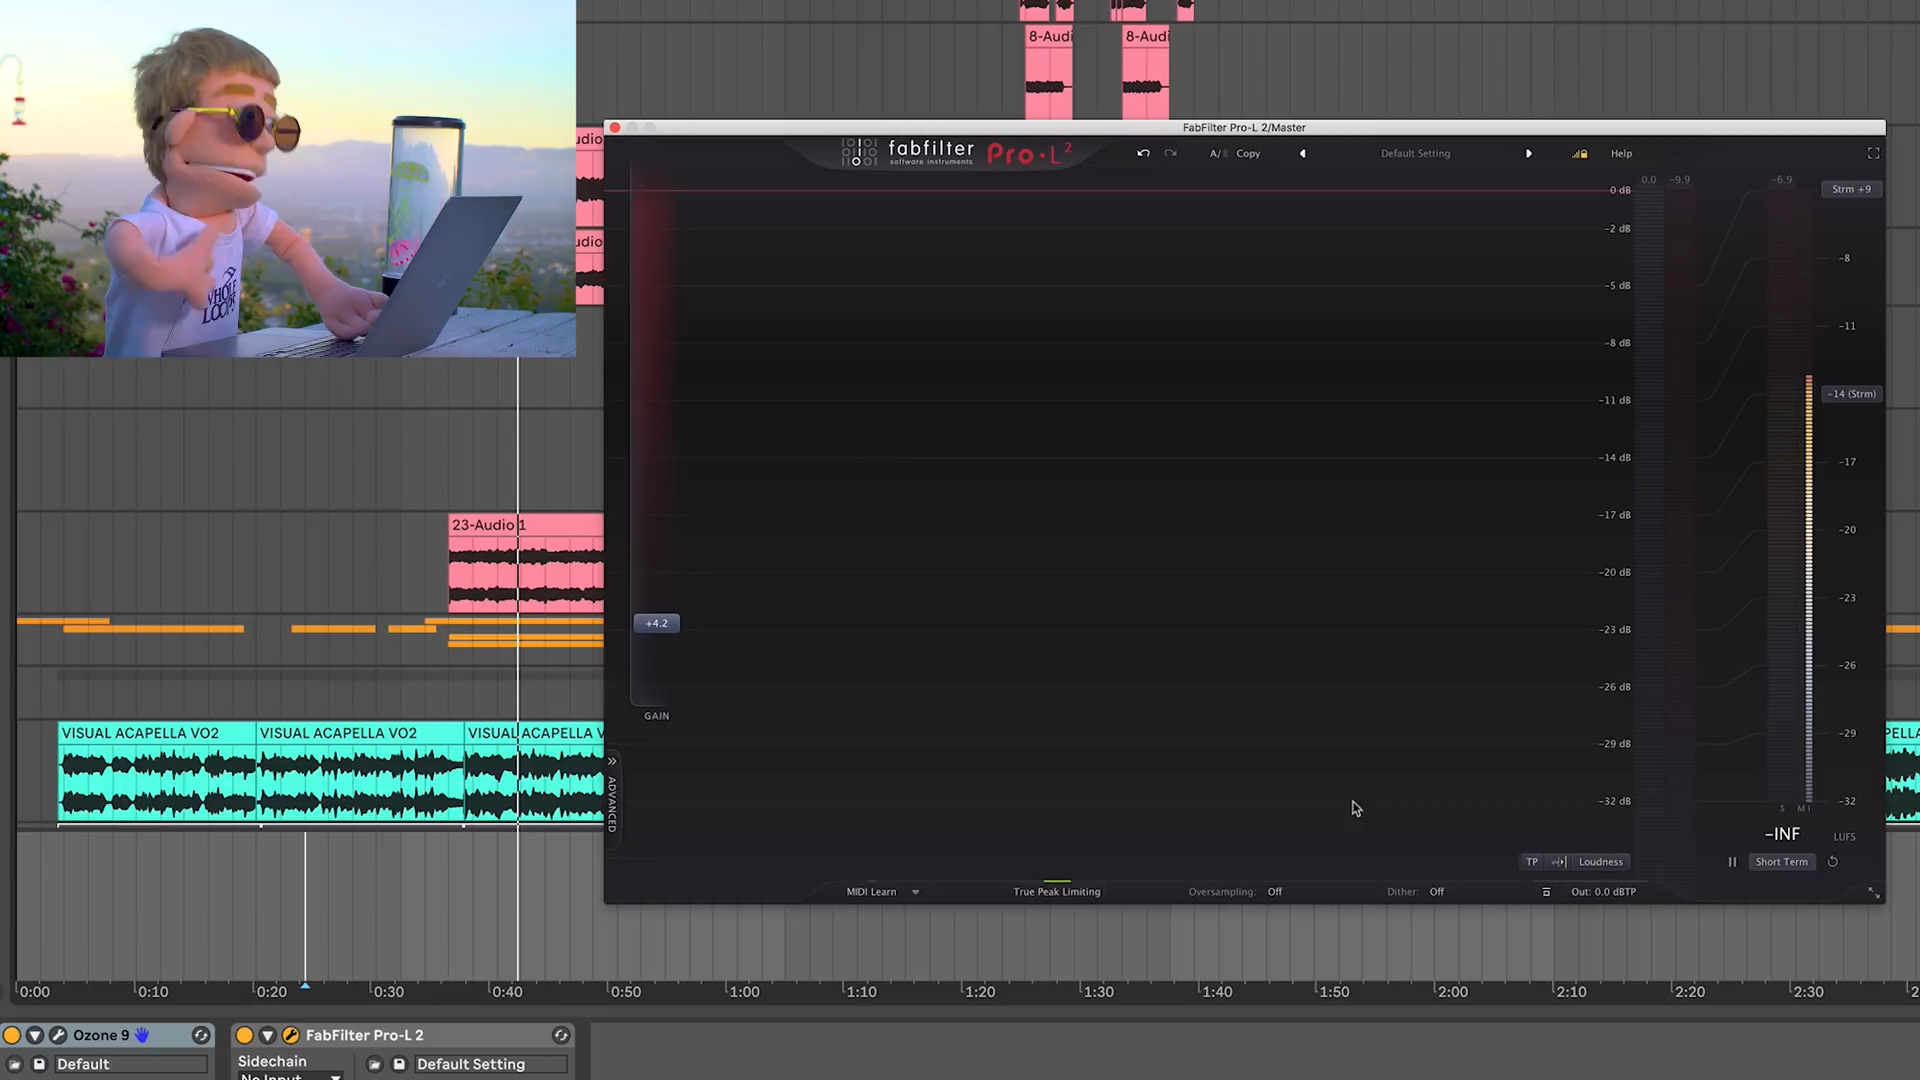 8-Audi
8-Audi
FabFilter Pro-L 2/Master
fabfilter
software instruments
Pro·L 2
A/B
Copy
Default Setting
Help
0.0
-9.9
-6.9
Strm +9
0 dB
-2 dB
-5 dB
-8 dB
-11 dB
-14 dB
-17 dB
-20 dB
-23 dB
-26 dB
-29 dB
-32 dB
-8
-11
-14 (Strm)
-17
-20
-23
-26
-29
-32
S
M I
-INF
LUFS
+4.2
GAIN
ADVANCED
TP
Loudness
Short Term
MIDI Learn
True Peak Limiting
Oversampling: Off
Dither: Off
Out: 0.0 dBTP
udio
udio
WHOLE
LOOPS
23-Audio 1
VISUAL ACAPELLA VO2
VISUAL ACAPELLA VO2
VISUAL ACAPELLA V
PELLA
0:00
0:10
0:20
0:30
0:40
0:50
1:00
1:10
1:20
1:30
1:40
1:50
2:00
2:10
2:20
2:30
Ozone 9
Default
FabFilter Pro-L 2
Sidechain
No Input
Default Setting